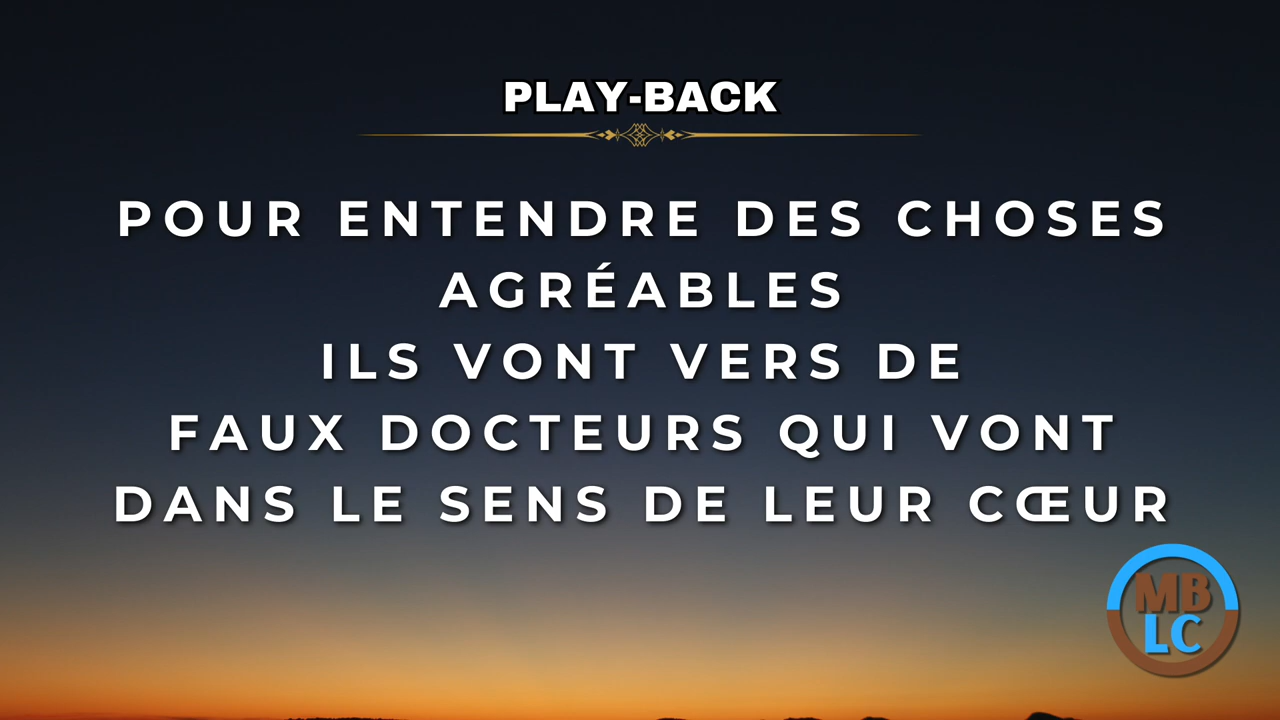 PLAY-BACK
POUR ENTENDRE DES CHOSES
AGRÉABLES
ILS VONT VERS DE
FAUX DOCTEURS QUI VONT
DANS LE SENS DE LEUR CŒUR
MB
LC